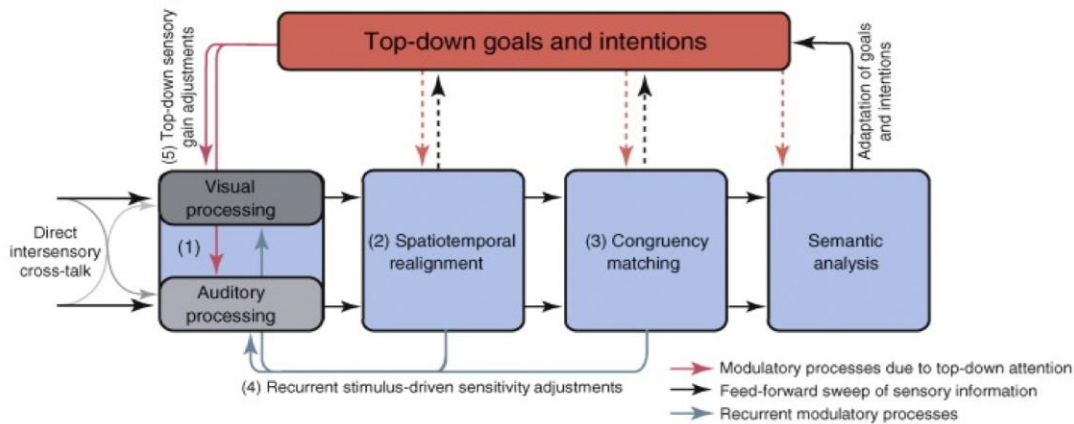 Top-down goals and intentions
(5) Top-down sensory
gain adjustments
Adaptation of goals
and intentions
Visual
processing
Direct
intersensory
cross-talk
(1)
Auditory
processing
(2) Spatiotemporal
realignment
(3) Congruency
matching
Semantic
analysis
(4) Recurrent stimulus-driven sensitivity adjustments
Modulatory processes due to top-down attention
Feed-forward sweep of sensory information
Recurrent modulatory processes